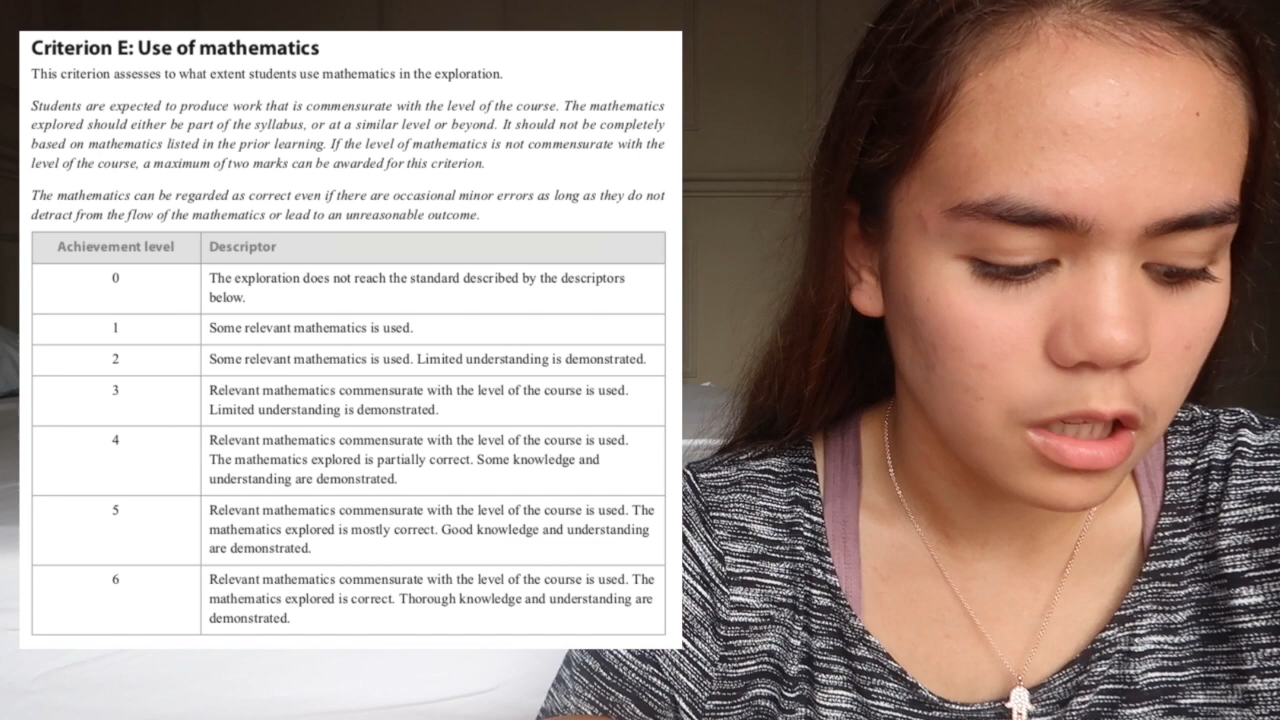 Criterion E: Use of mathematics
This criterion assesses to what extent students use mathematics in the exploration.
Students are expected to produce work that is commensurate with the level of the course. The mathematics
explored should either be part of the syllabus, or at a similar level or beyond. It should not be completely
based on mathematics listed in the prior learning. If the level of mathematics is not commensurate with the
level of the course, a maximum of two marks can be awarded for this criterion.
The mathematics can be regarded as correct even if there are occasional minor errors as long as they do not
detract from the flow of the mathematics or lead to an unreasonable outcome.
Achievement level Descriptor
0 The exploration does not reach the standard described by the descriptors
below.
1 Some relevant mathematics is used.
2 Some relevant mathematics is used. Limited understanding is demonstrated.
3 Relevant mathematics commensurate with the level of the course is used.
Limited understanding is demonstrated.
4 Relevant mathematics commensurate with the level of the course is used.
The mathematics explored is partially correct. Some knowledge and
understanding are demonstrated.
5 Relevant mathematics commensurate with the level of the course is used. The
mathematics explored is mostly correct. Good knowledge and understanding
are demonstrated.
6 Relevant mathematics commensurate with the level of the course is used. The
mathematics explored is correct. Thorough knowledge and understanding are
demonstrated.